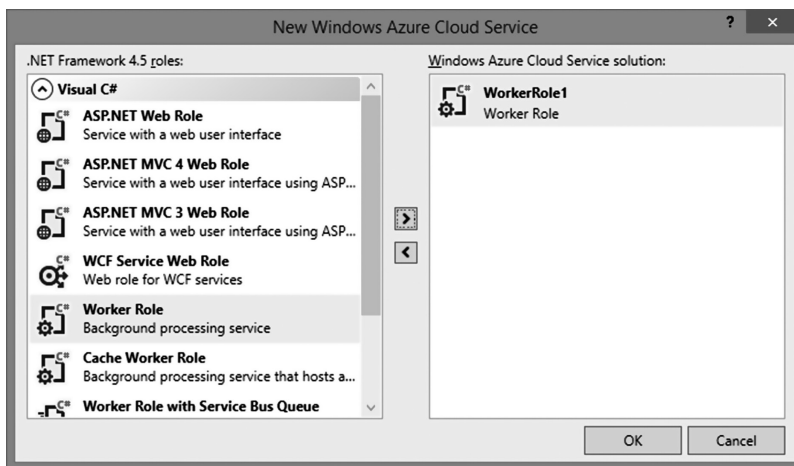 New Windows Azure Cloud Service
? ×
.NET Framework 4.5 roles:
Visual C#
C#
ASP.NET Web Role
Service with a web user interface
C#
ASP.NET MVC 4 Web Role
Service with a web user interface using ASP...
C#
ASP.NET MVC 3 Web Role
Service with a web user interface using ASP...
C#
WCF Service Web Role
Web role for WCF services
C#
Worker Role
Background processing service
C#
Cache Worker Role
Background processing service that hosts a...
C#
Worker Role with Service Bus Queue
Windows Azure Cloud Service solution:
C#
WorkerRole1
Worker Role
OK
Cancel